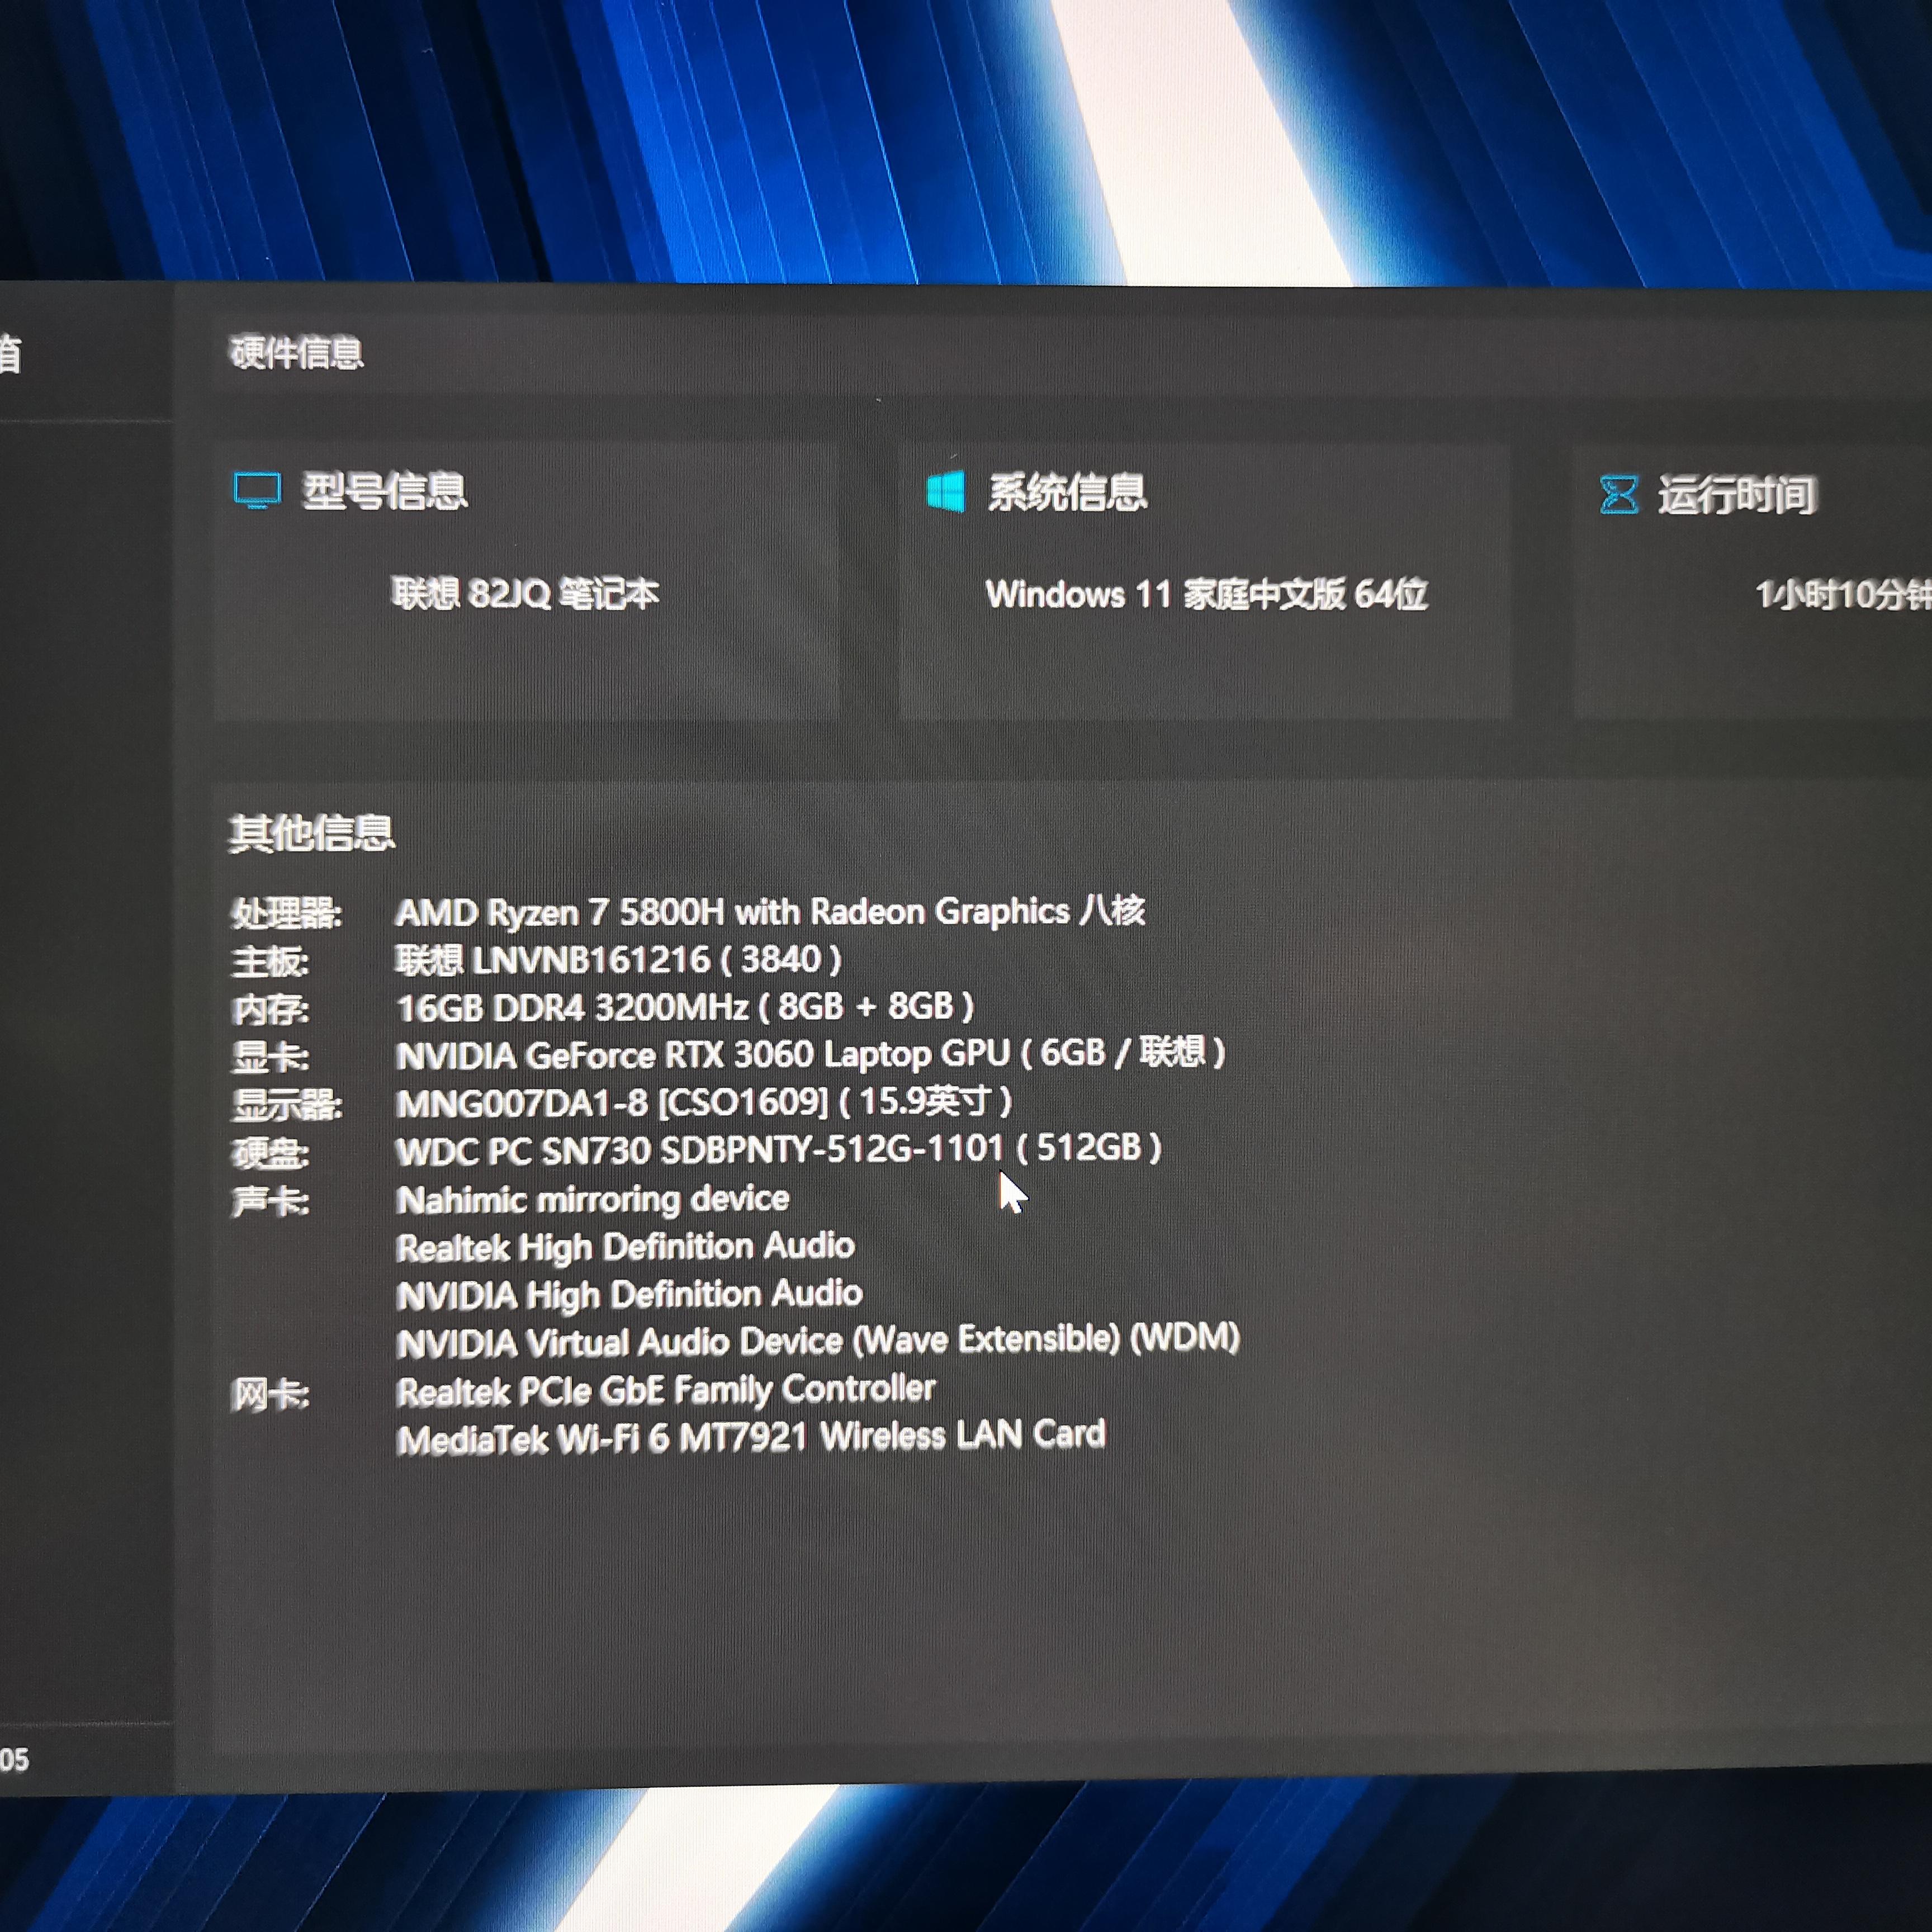 箱
硬件信息
型号信息
联想 82JQ 笔记本
系统信息
Windows 11 家庭中文版 64位
运行时间
1小时10分钟
其他信息
处理器: AMD Ryzen 7 5800H with Radeon Graphics 八核
主板: 联想 LNVNB161216 ( 3840 )
内存: 16GB DDR4 3200MHz ( 8GB + 8GB )
显卡: NVIDIA GeForce RTX 3060 Laptop GPU ( 6GB / 联想 )
显示器: MNG007DA1-8 [CSO1609] ( 15.9英寸 )
硬盘: WDC PC SN730 SDBPNTY-512G-1101 ( 512GB )
声卡: Nahimic mirroring device
Realtek High Definition Audio
NVIDIA High Definition Audio
NVIDIA Virtual Audio Device (Wave Extensible) (WDM)
网卡: Realtek PCIe GbE Family Controller
MediaTek Wi-Fi 6 MT7921 Wireless LAN Card
05